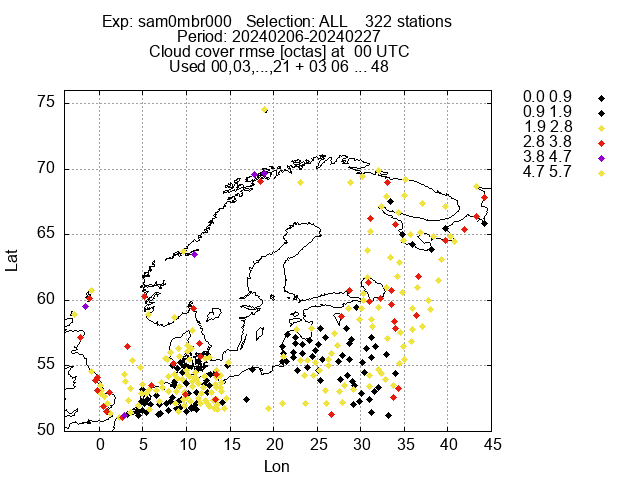 Exp: sam0mbr000   Selection: ALL    322 stations
Period: 20240206-20240227
Cloud cover rmse [octas] at  00 UTC
Used 00,03,...,21 + 03 06 ... 48
75
70
65
60
55
50
Lat
0 5 10 15 20 25 30 35 40 45
Lon
0.0 0.9
0.9 1.9
1.9 2.8
2.8 3.8
3.8 4.7
4.7 5.7